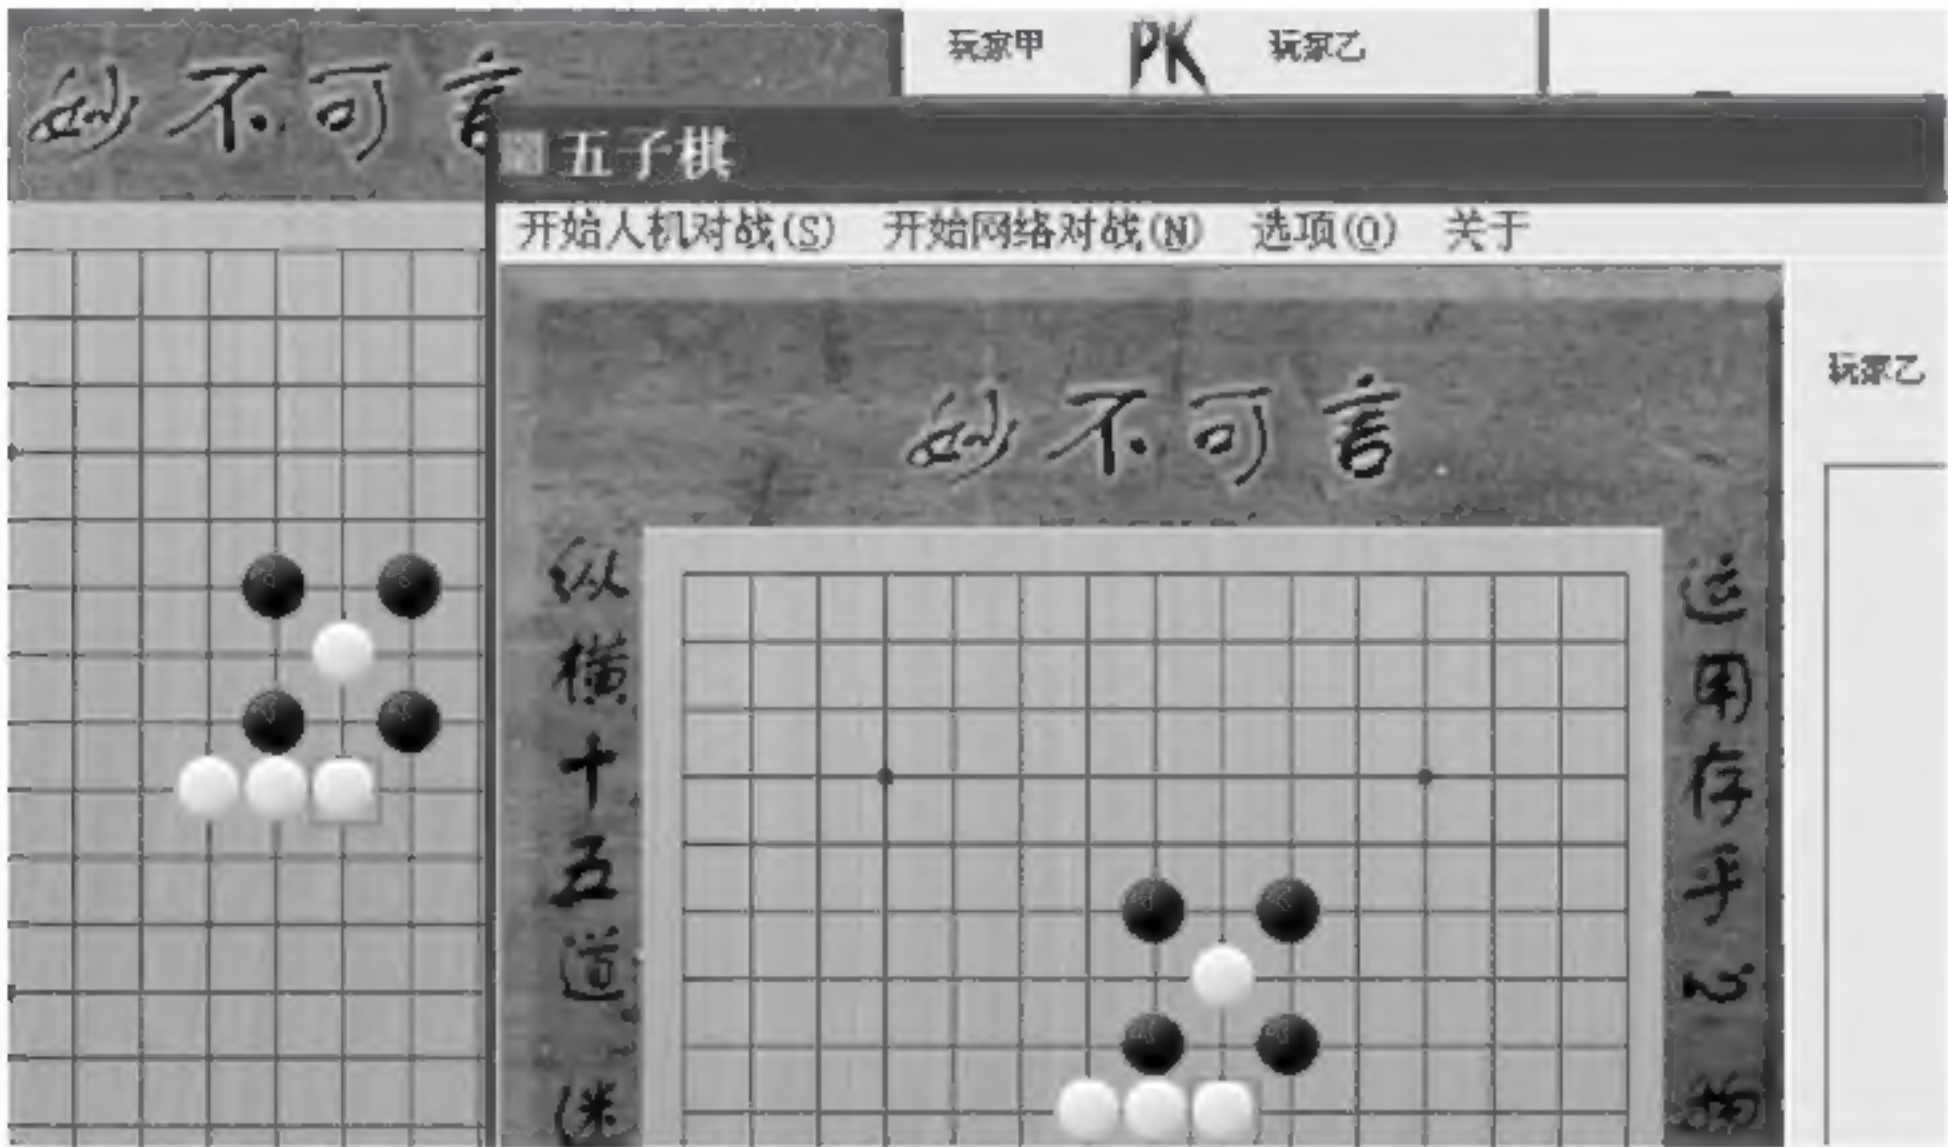 玩家甲 PK 玩家乙
妙不可言
五子棋
开始人机对战(S) 开始网络对战(N) 选项(O) 关于
玩家乙
妙不可言
纵横十五道
运用存乎心